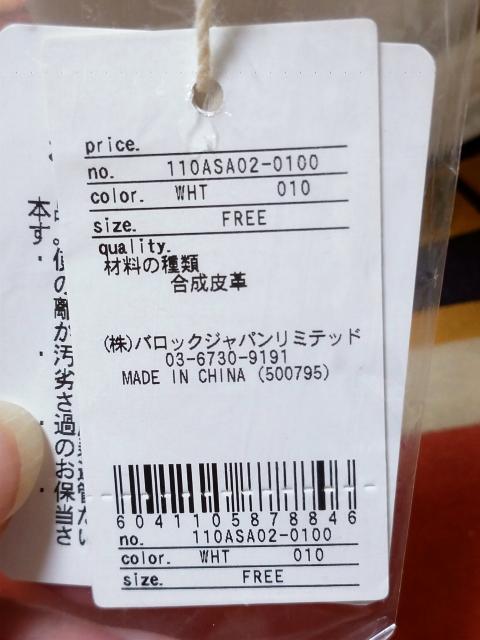 price.
no. 110ASA02-0100
color. WHT 010
size. FREE
quality.
材料の種類
合成皮革
(株)バロックジャパンリミテッド
03-6730-9191
MADE IN CHINA (500795)
6041105878846
no. 110ASA02-0100
color. WHT 010
size. FREE